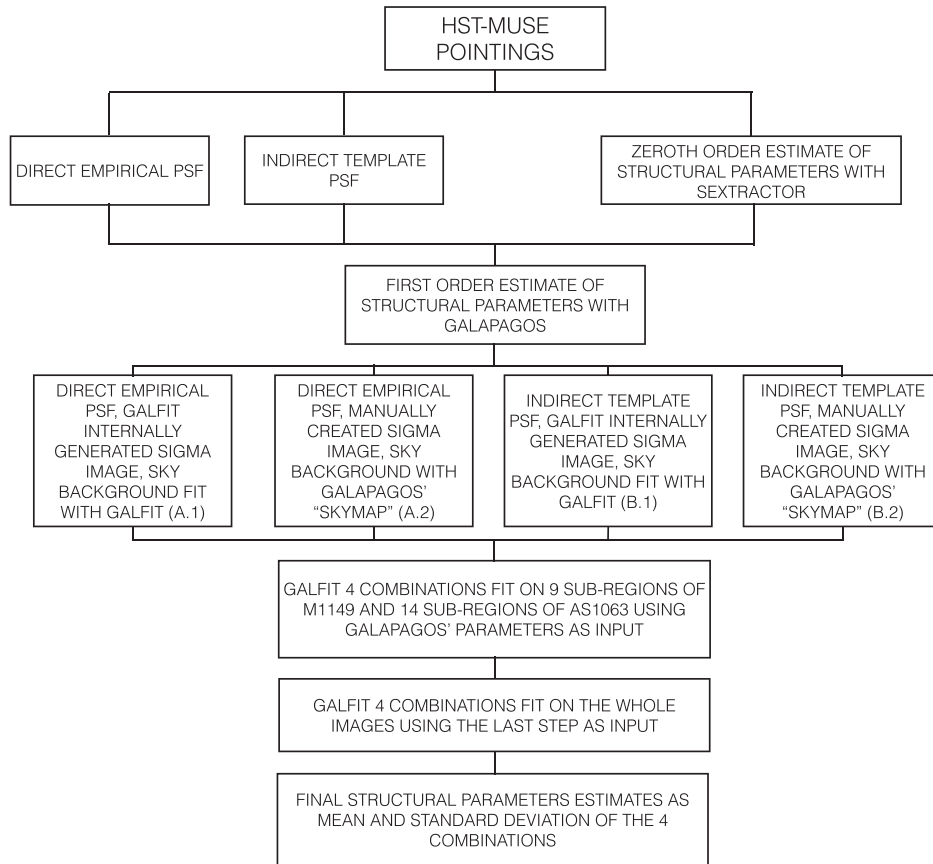 HST-MUSE
POINTINGS
DIRECT EMPIRICAL PSF
INDIRECT TEMPLATE
PSF
ZEROTH ORDER ESTIMATE OF
STRUCTURAL PARAMETERS WITH
SEXTRACTOR
FIRST ORDER ESTIMATE OF
STRUCTURAL PARAMETERS WITH
GALAPAGOS
DIRECT EMPIRICAL
PSF, GALFIT
INTERNALLY
GENERATED SIGMA
IMAGE, SKY
BACKGROUND FIT
WITH GALFIT (A.1)
DIRECT EMPIRICAL
PSF, MANUALLY
CREATED SIGMA
IMAGE, SKY
BACKGROUND WITH
GALAPAGOS’
“SKYMAP” (A.2)
INDIRECT TEMPLATE
PSF, GALFIT INTERNALLY
GENERATED SIGMA
IMAGE, SKY
BACKGROUND FIT WITH
GALFIT (B.1)
INDIRECT TEMPLATE
PSF, MANUALLY
CREATED SIGMA
IMAGE, SKY
BACKGROUND WITH
GALAPAGOS’
“SKYMAP” (B.2)
GALFIT 4 COMBINATIONS FIT ON 9 SUB-REGIONS OF
M1149 AND 14 SUB-REGIONS OF AS1063 USING
GALAPAGOS’ PARAMETERS AS INPUT
GALFIT 4 COMBINATIONS FIT ON THE WHOLE
IMAGES USING THE LAST STEP AS INPUT
FINAL STRUCTURAL PARAMETERS ESTIMATES AS
MEAN AND STANDARD DEVIATION OF THE 4
COMBINATIONS